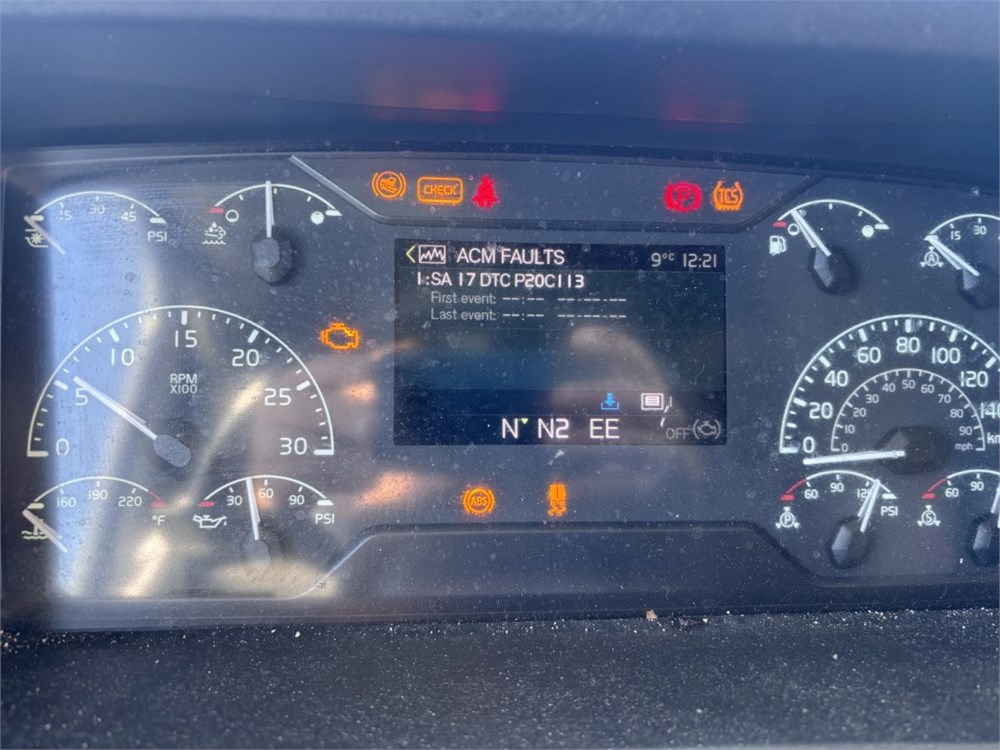 CHECK
P
TCS
15 30 45
PSI
ACM FAULTS 9°C 12:21
1:SA 17 DTC P20C113
First event: --:-- --.--.--
Last event: --:-- --.--.--
N N2 EE
OFF
0 5 10 15 20 25 30
RPM
X100
160 190 220
°F
30 60 90
PSI
ABS
15 30
A
0 20 40 60 80 100 120 140
km
0 10 20 30 40 50 60 70 80 90
mph
60 90 120
PSI
P
60 90
S